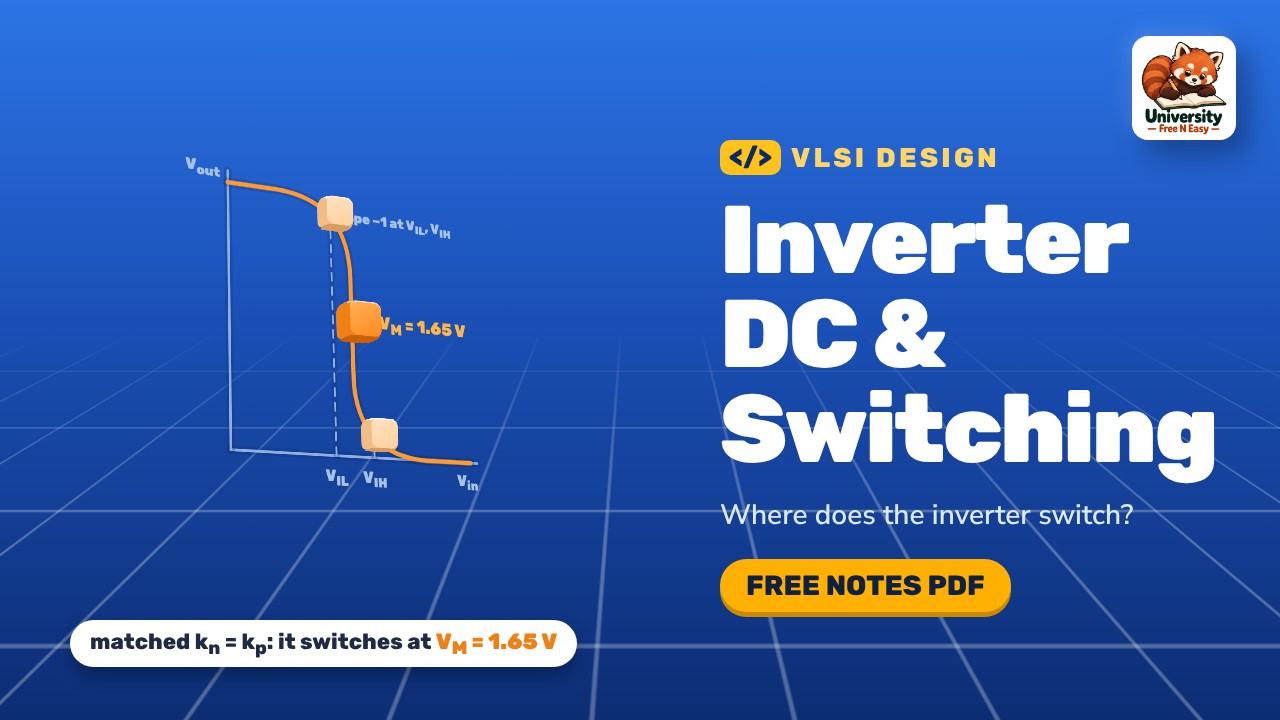 University
Free N Easy
</> VLSI DESIGN
Inverter
DC &
Switching
Where does the inverter switch?
FREE NOTES PDF
Vout
pe −1 at VIL, VIH
VM = 1.65 V
VIL VIH
Vin
matched kn = kp: it switches at VM = 1.65 V